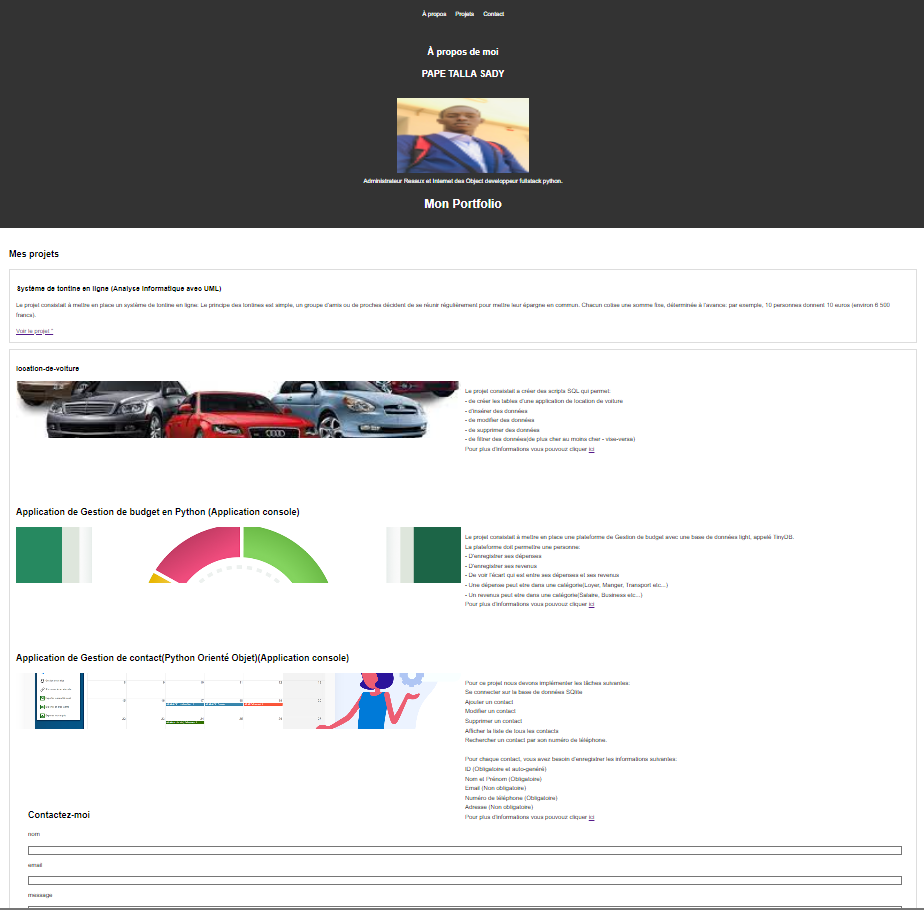 À propos Projets Contact
À propos de moi
PAPE TALLA SADY
Administrateur Resaux et Internet des Object developpeur fullstack python.
Mon Portfolio
Mes projets
Système de tontine en ligne (Analyse informatique avec UML)
Le projet consistait à mettre en place un système de tontine en ligne. Le principe des tontines est simple, un groupe d'amis ou de proches décident de se réunir régulièrement pour mettre leur épargne en commun. Chacun cotise une somme fixe, déterminée à l'avance: par exemple, 10 personnes donnent 10 euros (environ 6 500
francs).
Voir le projet "
location-de-voiture
Le projet consistait à créer des scripts SQL qui permet:
- de créer les tables d'une application de location de voiture
- d'insérer des données
- de modifier des données
- de supprimer des données
- de filtrer des données(de plus cher au moins cher - vise-versa)
Pour plus d'informations vous pouvouz cliquer ici
Application de Gestion de budget en Python (Application console)
Le projet consistait à mettre en place une plateforme de Gestion de budget avec une base de données light, appelé TinyDB.
La plateforme doit permettre une personne:
- D'enregistrer ses dépenses
- D'enregistrer ses revenus
- De voir l'écart qui est entre ses dépenses et ses revenus
- Une dépense peut etre dans une catégorie(Loyer, Manger, Transport etc...)
- Un revenus peut etre dans une catégorie(Salaire, Business etc...)
Pour plus d'informations vous pouvouz cliquer ici
Application de Gestion de contact(Python Orienté Objet)(Application console)
Pour ce projet nous devons implémenter les tâches suivantes.
Se connecter sur la base de données SQlite
Ajouter un contact
Modifier un contact
Supprimer un contact
Afficher la liste de tous les contacts
Rechercher un contact par son numéro de téléphone.
Pour chaque contact, vous avez besoin d'enregistrer les informations suivantes:
ID (Obligatoire et auto-genéré)
Nom et Prénom (Obligatoire)
Email (Non obligatoire)
Numéro de téléphone (Obligatoire)
Adresse (Non obligatoire)
Pour plus d'informations vous pouvouz cliquer ici
Contactez-moi
nom
email
message